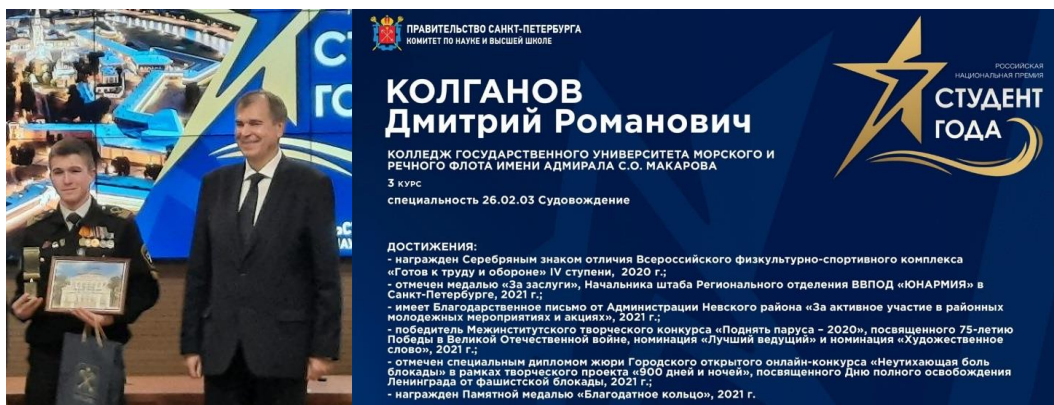 СТ
ГО
ПРАВИТЕЛЬСТВО САНКТ-ПЕТЕРБУРГА
КОМИТЕТ ПО НАУКЕ И ВЫСШЕЙ ШКОЛЕ
РОССИЙСКАЯ
НАЦИОНАЛЬНАЯ ПРЕМИЯ
СТУДЕНТ
ГОДА
КОЛГАНОВ
Дмитрий Романович
КОЛЛЕДЖ ГОСУДАРСТВЕННОГО УНИВЕРСИТЕТА МОРСКОГО И
РЕЧНОГО ФЛОТА ИМЕНИ АДМИРАЛА С.О. МАКАРОВА
3 КУРС
специальность 26.02.03 Судовождение
ДОСТИЖЕНИЯ:
- награжден Серебряным знаком отличия Всероссийского физкультурно-спортивного комплекса
«Готов к труду и обороне» IV ступени, 2020 г.;
- отмечен медалью «За заслуги», Начальника штаба Регионального отделения ВВПОД «ЮНАРМИЯ» в
Санкт-Петербурге, 2021 г.;
- имеет Благодарственное письмо от Администрации Невского района «За активное участие в районных
молодежных мероприятиях и акциях», 2021 г.;
- победитель Межинститутского творческого конкурса «Поднять паруса – 2020», посвященного 75-летию
Победы в Великой Отечественной войне, номинация «Лучший ведущий» и номинация «Художественное
слово», 2021 г.;
- отмечен специальным дипломом жюри Городского открытого онлайн-конкурса «Неутихающая боль
блокады» в рамках творческого проекта «900 дней и ночей», посвященного Дню полного освобождения
Ленинграда от фашистской блокады, 2021 г.;
- награжден Памятной медалью «Благодатное кольцо», 2021 г.